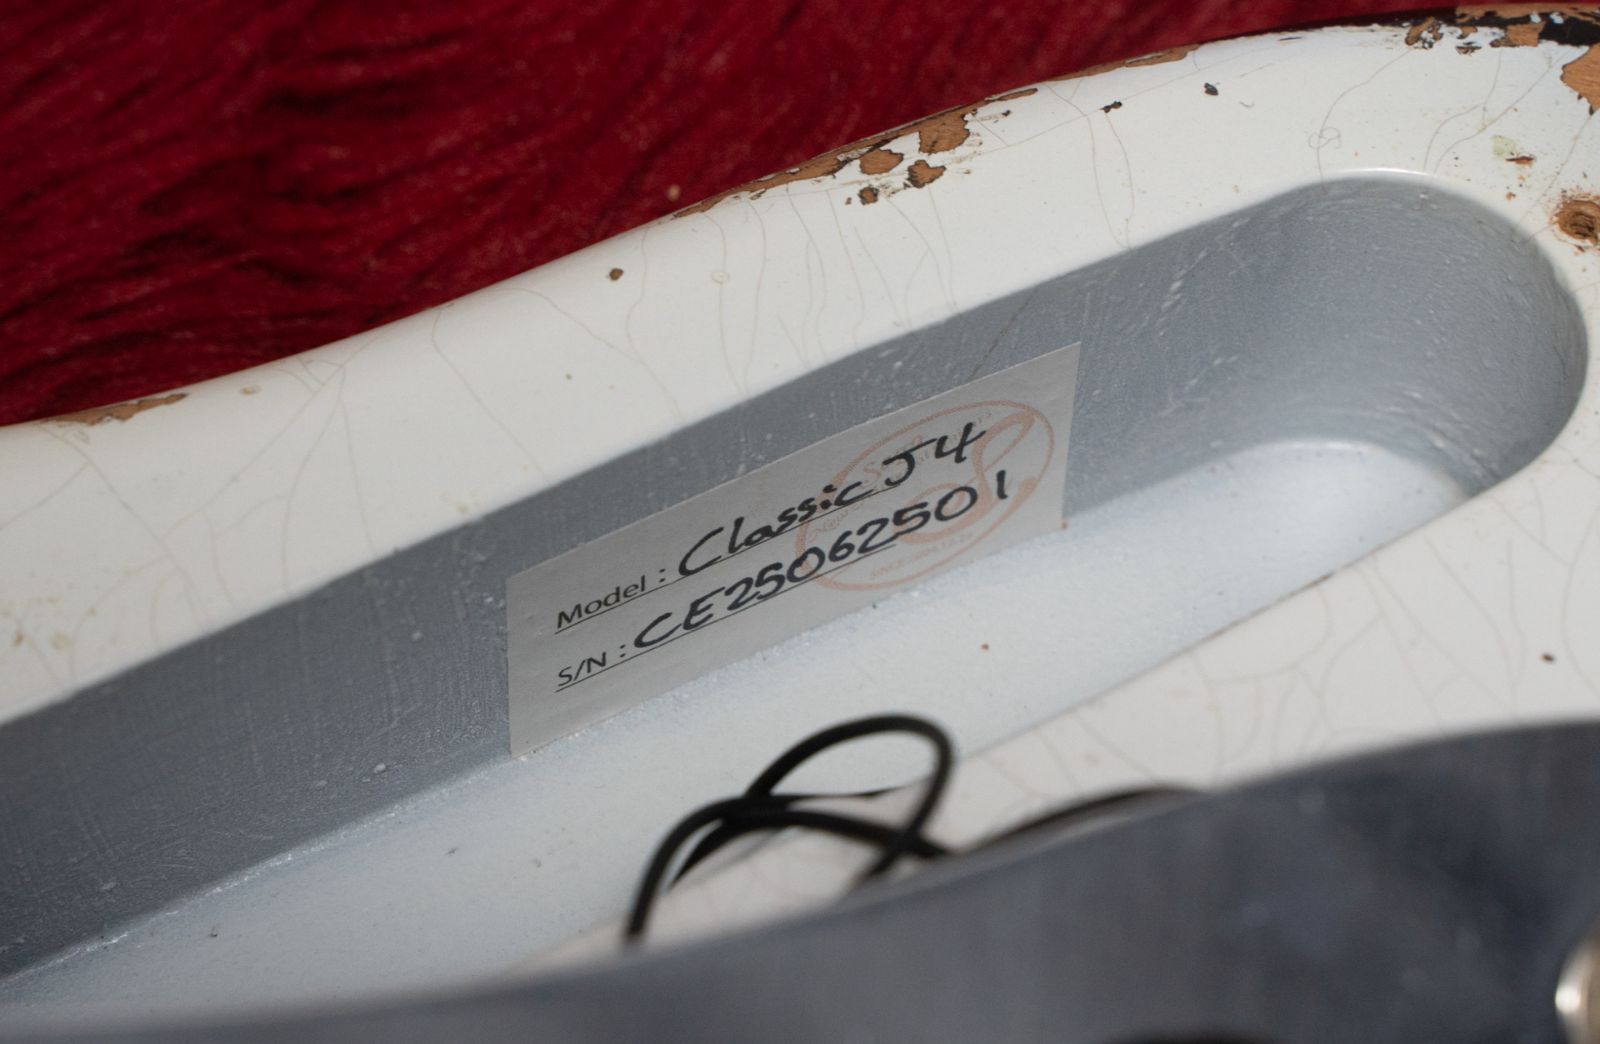 Model : Classic J4
S/N : CE25062501